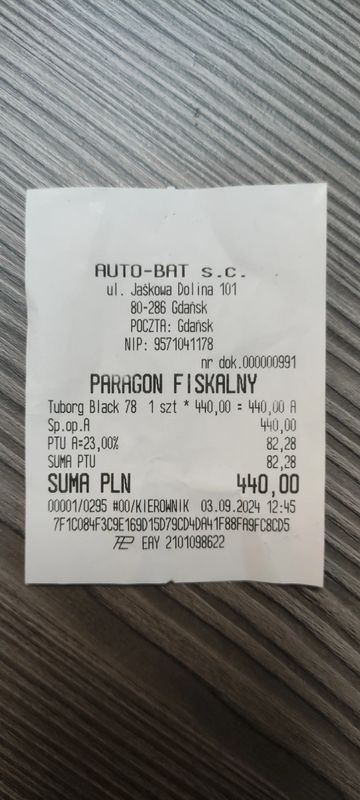 AUTO-BAT s.c.
ul. Jaśkowa Dolina 101
80-286 Gdańsk
POCZTA: Gdańsk
NIP: 9571041178
nr dok.000000991
PARAGON FISKALNY
Tuborg Black 78 1 szt * 440,00 = 440,00 A
Sp.op.A 440,00
PTU A=23,00% 82,28
SUMA PTU 82,28
SUMA PLN 440,00
00001/0295 #00/KIEROWNIK 03.09.2024 12:45
7F1C084F3C9E169D15D79CD4DA41F88FA9FC8CD5
EAY 2101098622